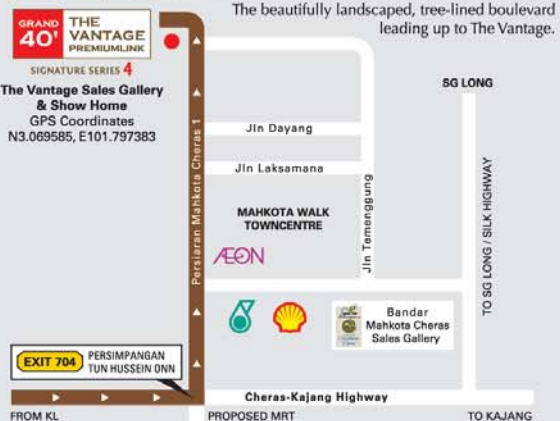 The beautifully landscaped, tree-lined boulevard
leading up to The Vantage.
GRAND
40'
THE
VANTAGE
PREMIUMLINK
SIGNATURE SERIES 4
The Vantage Sales Gallery
& Show Home
GPS Coordinates
N3.069585, E101.797383
SG LONG
Jln Dayang
Jln Laksamana
Persiaran Mahkota Cheras 1
MAHKOTA WALK
TOWNCENTRE
Jln Temenggung
TO SG LONG / SILK HIGHWAY
ÆON
Bandar
Mahkota Cheras
Sales Gallery
EXIT 704
PERSIMPANGAN
TUN HUSSEIN ONN
Cheras-Kajang Highway
FROM KL
PROPOSED MRT
TO KAJANG